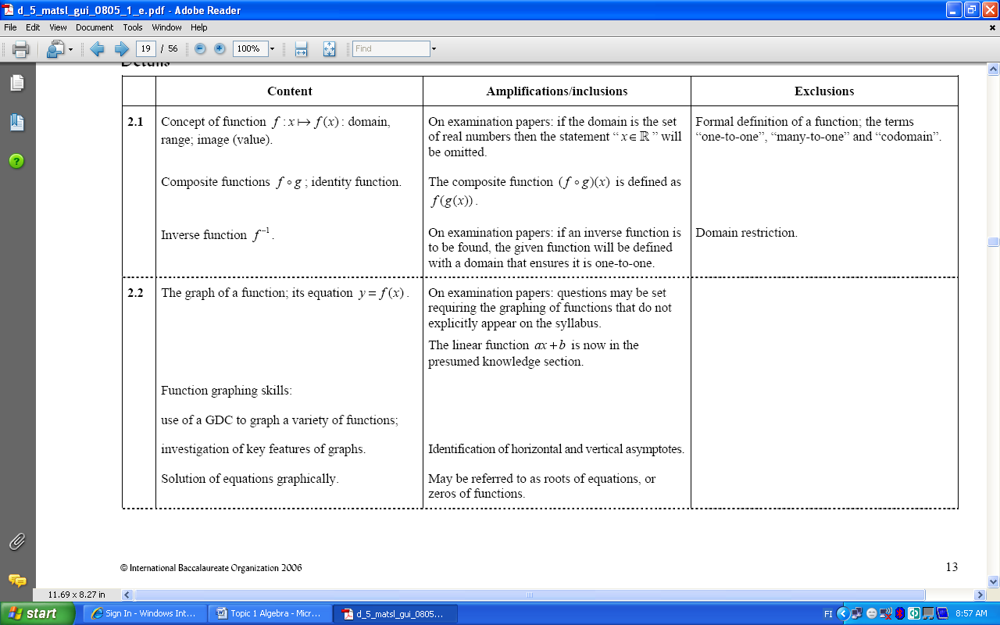 d_5_matsl_gui_0805_1_e.pdf - Adobe Reader
File Edit View Document Tools Window Help
19 / 56 100% Find
Details
Content Amplifications/inclusions Exclusions
2.1 Concept of function f : x ↦ f(x) : domain,
range; image (value).
On examination papers: if the domain is the set
of real numbers then the statement “ x ∈ ℝ ” will
be omitted.
Formal definition of a function; the terms
“one-to-one”, “many-to-one” and “codomain”.
Composite functions f ∘ g ; identity function.
The composite function (f ∘ g)(x) is defined as
f(g(x)) .
Inverse function f⁻¹ .
On examination papers: if an inverse function is
to be found, the given function will be defined
with a domain that ensures it is one-to-one.
Domain restriction.
2.2 The graph of a function; its equation y = f(x) .
On examination papers: questions may be set
requiring the graphing of functions that do not
explicitly appear on the syllabus.
The linear function ax + b is now in the
presumed knowledge section.
Function graphing skills:
use of a GDC to graph a variety of functions;
investigation of key features of graphs.
Identification of horizontal and vertical asymptotes.
Solution of equations graphically.
May be referred to as roots of equations, or
zeros of functions.
© International Baccalaureate Organization 2006
13
11.69 x 8.27 in
start Sign In - Windows Int... Topic 1 Algebra - Micr... d_5_matsl_gui_0805... FI 8:57 AM